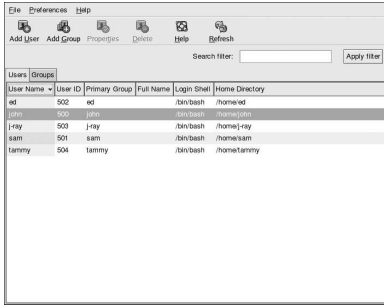 File Preferences Help
Add User Add Group Properties Delete Help Refresh
Search filter: Apply filter
Users Groups
User Name User ID Primary Group Full Name Login Shell Home Directory
ed 502 ed /bin/bash /home/ed
john 500 john /bin/bash /home/john
j-ray 503 j-ray /bin/bash /home/j-ray
sam 501 sam /bin/bash /home/sam
tammy 504 tammy /bin/bash /home/tammy